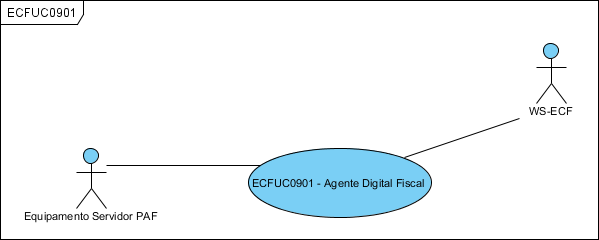 ECFUC0901
WS-ECF
ECFUC0901 - Agente Digital Fiscal
Equipamento Servidor PAF